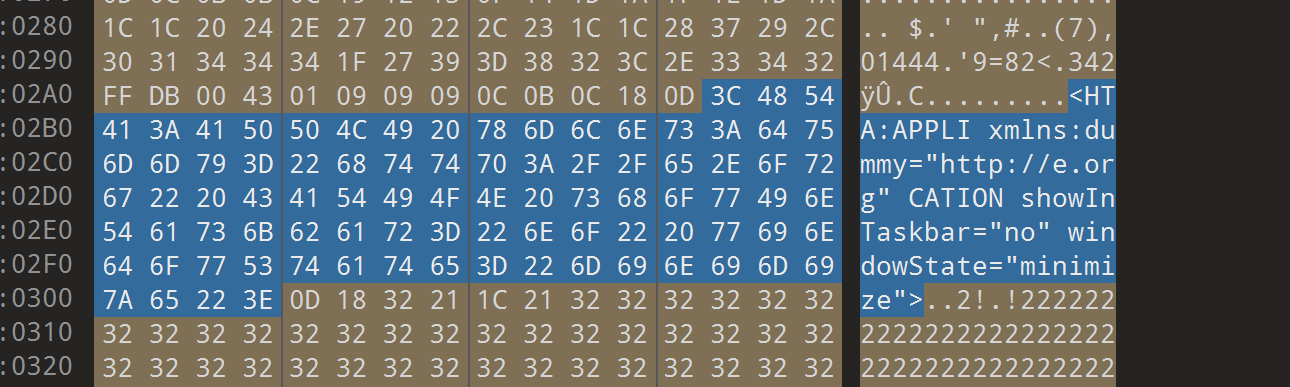 :0280 1C 1C 20 24 2E 27 20 22 2C 23 1C 1C 28 37 29 2C .. $.' ",#..(7),
:0290 30 31 34 34 34 1F 27 39 3D 38 32 3C 2E 33 34 32 01444.'9=82<.342
:02A0 FF DB 00 43 01 09 09 09 0C 0B 0C 18 0D 3C 48 54 ÿÛ.C.........<HT
:02B0 41 3A 41 50 50 4C 49 20 78 6D 6C 6E 73 3A 64 75 A:APPLI xmlns:du
:02C0 6D 6D 79 3D 22 68 74 74 70 3A 2F 2F 65 2E 6F 72 mmy="http://e.or
:02D0 67 22 20 43 41 54 49 4F 4E 20 73 68 6F 77 49 6E g" CATION showIn
:02E0 54 61 73 6B 62 61 72 3D 22 6E 6F 22 20 77 69 6E Taskbar="no" win
:02F0 64 6F 77 53 74 61 74 65 3D 22 6D 69 6E 69 6D 69 dowState="minimi
:0300 7A 65 22 3E 0D 18 32 21 1C 21 32 32 32 32 32 32 ze">..2!.!222222
:0310 32 32 32 32 32 32 32 32 32 32 32 32 32 32 32 32 2222222222222222
:0320 32 32 32 32 32 32 32 32 32 32 32 32 32 32 32 32 2222222222222222